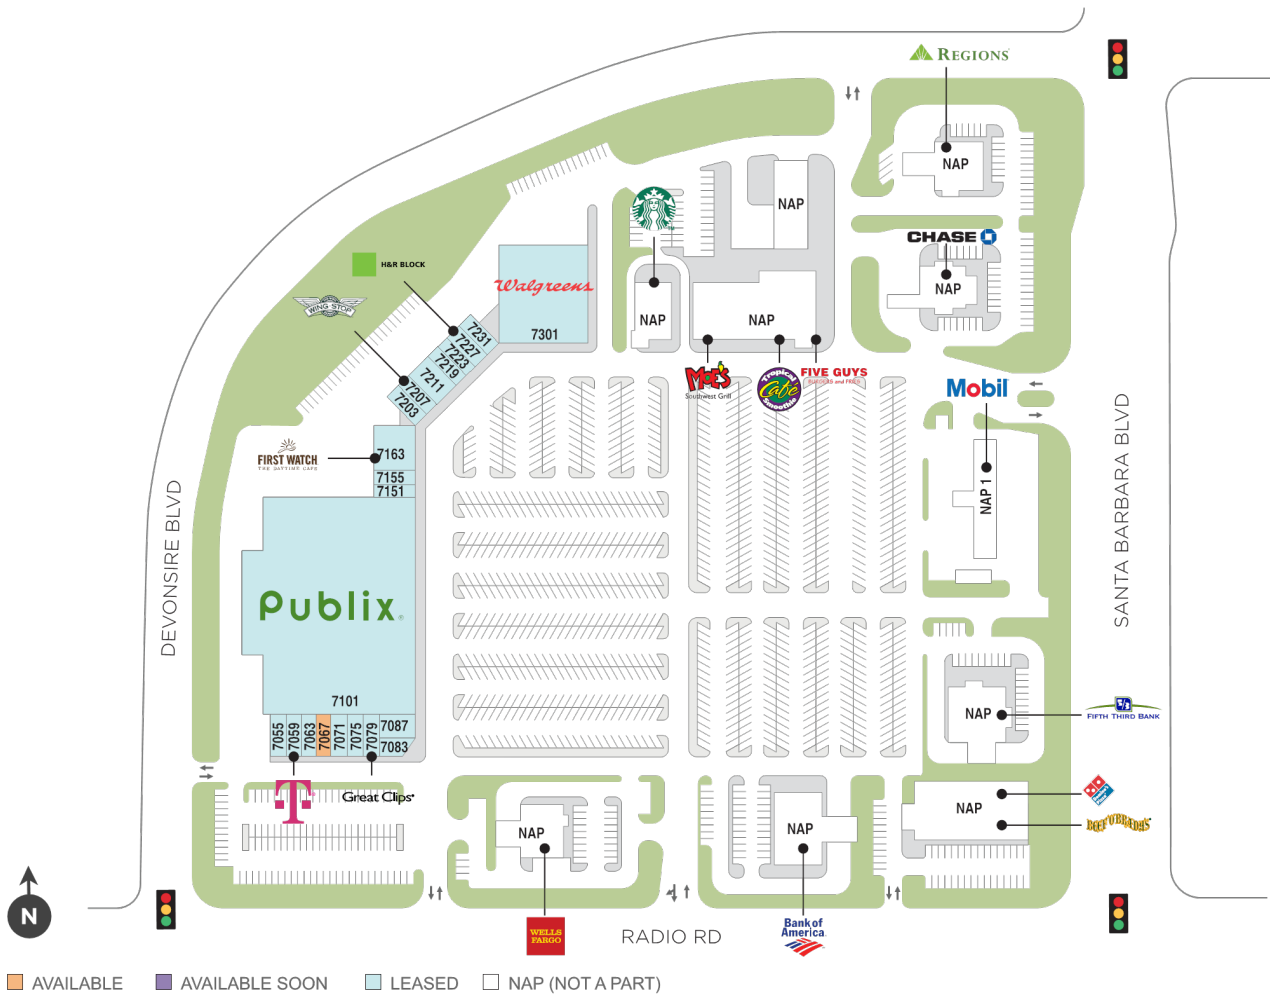 REGIONS
NAP
NAP
CHASE
NAP
H&R BLOCK
WING·STOP
Walgreens
7301
NAP
NAP
7231
7227
7223
7219
7211
7207
7203
MOE'S
Southwest Grill
Tropical
Cafe
Smoothie
FIVE GUYS
BURGERS and FRIES
Mobil
FIRST WATCH
THE DAYTIME CAFE
7163
7155
7151
NAP 1
DEVONSIRE BLVD
SANTA BARBARA BLVD
Publix
7101
7055
7059
7063
7067
7071
7075
7079
7087
7083
NAP
FIFTH THIRD BANK
T
Great Clips
NAP
NAP
NAP
Domino's
Pizza
BEEF 'O' BRADY'S
N
WELLS
FARGO
RADIO RD
Bank of
America
AVAILABLE
AVAILABLE SOON
LEASED
NAP (NOT A PART)